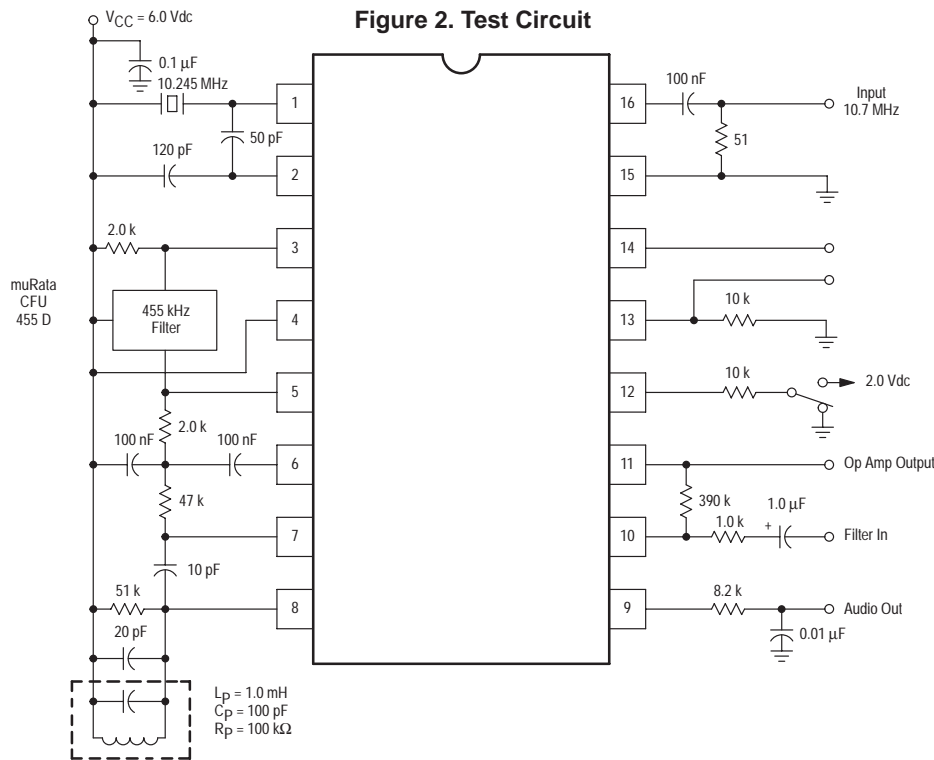 Figure 2. Test Circuit
VCC = 6.0 Vdc
0.1 µF
10.245 MHz
50 pF
120 pF
2.0 k
muRata
CFU
455 D
455 kHz
Filter
2.0 k
100 nF
100 nF
47 k
10 pF
51 k
20 pF
LP = 1.0 mH
CP = 100 pF
RP = 100 kΩ
1
2
3
4
5
6
7
8
16
15
14
13
12
11
10
9
100 nF
Input
10.7 MHz
51
10 k
10 k
2.0 Vdc
Op Amp Output
390 k
1.0 µF
1.0 k
+
Filter In
8.2 k
Audio Out
0.01 µF